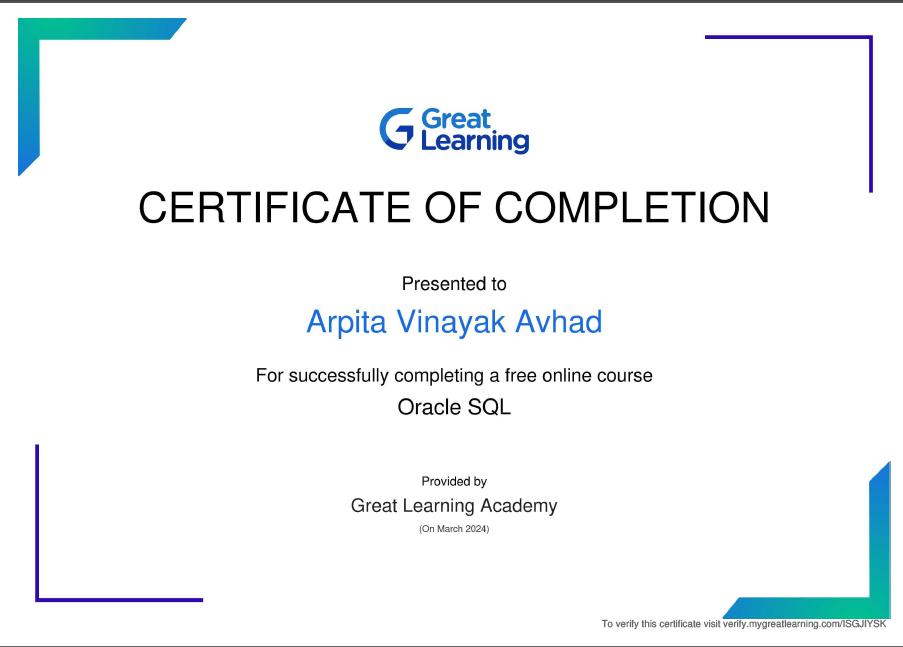 Great
Learning
CERTIFICATE OF COMPLETION
Presented to
Arpita Vinayak Avhad
For successfully completing a free online course
Oracle SQL
Provided by
Great Learning Academy
(On March 2024)
To verify this certificate visit verify.mygreatlearning.com/ISGJIYSK